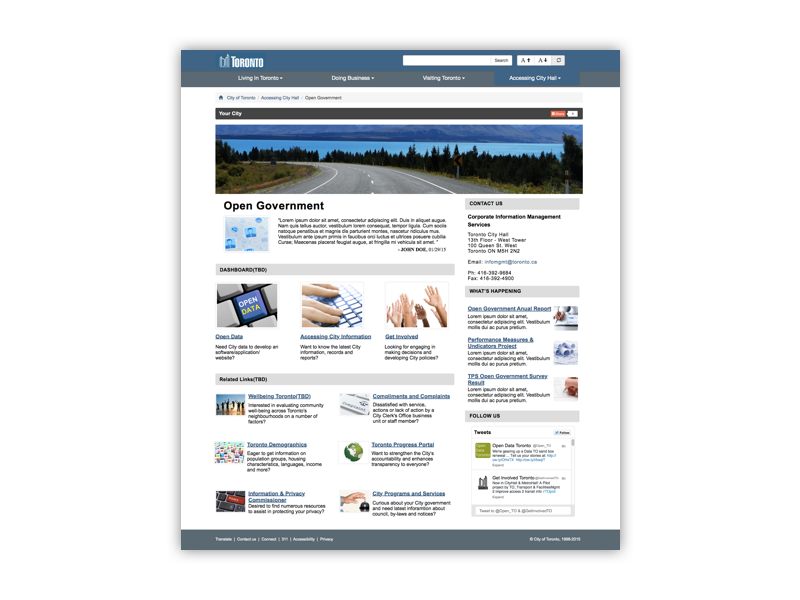 TORONTO
Search
A
A
Living In Toronto
Doing Business
Visiting Toronto
Accessing City Hall
City of Toronto / Accessing City Hall / Open Government
Your City
Share
Open Government
"Lorem ipsum dolor sit amet, consectetur adipiscing elit. Duis in aliquet augue.
Nam quis tellus auctor, vestibulum lorem consequat, tempor ligula. Cum sociis
natoque penatibus et magnis dis parturient montes, nascetur ridiculus mus.
Vestibulum ante ipsum primis in faucibus orci luctus et ultrices posuere cubilia
Curse; Maecenas placerat feugiat augue, at fringilla mi vehicula sit amet. "
- JOHN DOE, 01/29/15
DASHBOARD(TBD)
OPEN
DATA
Open Data
Need City data to develop an
software/application/
website?
Accessing City Information
Want to know the latest City
information, records and
reports?
Get Involved
Looking for engaging in
making decisions and
developing City policies?
Related Links(TBD)
Wellbeing Toronto(TBD)
Interested in evaluating community
well-being across Toronto's
neighbourhoods on a number of
factors?
Compliments and Complaints
Dissatisfied with service,
actions or lack of action by a
City Clerk's Office business
unit or staff member?
Toronto Demographics
Eager to get information on
population groups, housing
characteristics, languages, income
and more?
Toronto Progress Portal
Want to strengthen the City's
accountability and enhances
transparency to everyone?
Information & Privacy
Commissioner
Desired to find numerous resources
to assist in protecting your privacy?
City Programs and Services
Curious about your City government
and need latest inforamtion about
council, by-laws and notices?
CONTACT US
Corporate Information Management
Services
Toronto City Hall
13th Floor - West Tower
100 Queen St. West
Toronto ON M5H 2N2
Email: infomgmt@toronto.ca
Ph: 416-392-9684
Fax: 416-392-4900
WHAT'S HAPPENING
Open Government Anual Report
Lorem ipsum dolor sit amet,
consectetur adipiscing elit. Vestibulum
mollis dui ac purus pretium.
Performance Measures &
Undicators Project
Lorem ipsum dolor sit amet,
consectetur adipiscing elit. Vestibulum
mollis dui ac purus pretium.
TPS Open Government Survey
Result
Lorem ipsum dolor sit amet,
consectetur adipiscing elit. Vestibulum
mollis dui ac purus pretium.
FOLLOW US
Tweets
Follow
Open Data Toronto @Open_TO
We're gearing up a Data TO sand box
renewal ... Tell us your stories at
Expand
Get Involved Toronto
Now in CityHall & MetroHall! A Pilot
project by TO, Transport & FacilitiesMgmt
2 improve access 2 transit info
Expand
Tweet to @Open_TO & @GetInvolvedTO
Translate | Contact us | Connect | 311 | Accessibility | Privacy
© City of Toronto, 1998-2015